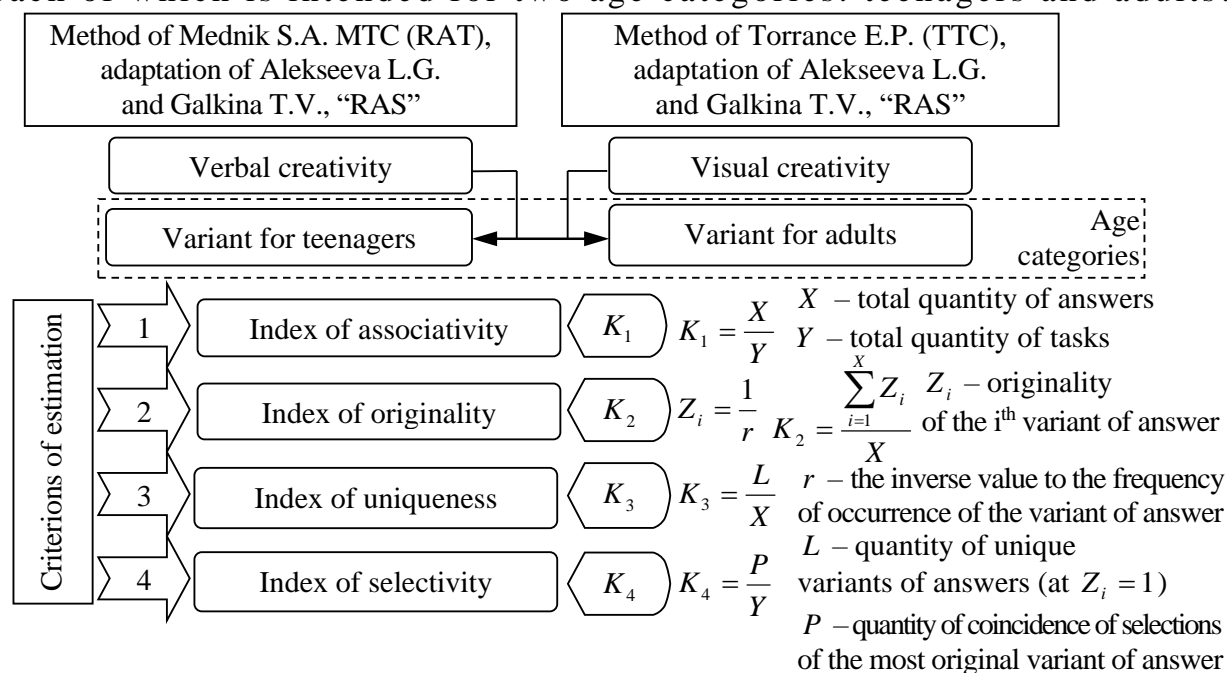 each of which is intended for two age categories: teenagers and adults.
Method of Mednik S.A. MTC (RAT),
adaptation of Alekseeva L.G.
and Galkina T.V., “RAS”
Method of Torrance E.P. (TTC),
adaptation of Alekseeva L.G.
and Galkina T.V., “RAS”
Verbal creativity
Visual creativity
Variant for teenagers
Variant for adults
Age
categories
Criterions of estimation
1
Index of associativity
K₁
K₁ = X/Y
X – total quantity of answers
Y – total quantity of tasks
2
Index of originality
K₂
Zᵢ = 1/r
K₂ = ∑ᵢ₌₁ˣ Zᵢ / X
Zᵢ – originality
of the iᵗʰ variant of answer
3
Index of uniqueness
K₃
K₃ = L/X
r – the inverse value to the frequency
of occurrence of the variant of answer
L – quantity of unique
variants of answers (at Zᵢ = 1)
4
Index of selectivity
K₄
K₄ = P/Y
P – quantity of coincidence of selections
of the most original variant of answer